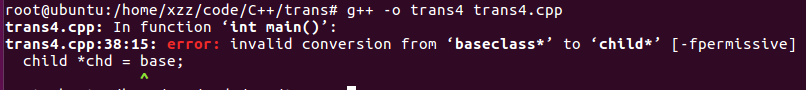 root@ubuntu:/home/xzz/code/C++/trans# g++ -o trans4 trans4.cpp
trans4.cpp: In function ‘int main()’:
trans4.cpp:38:15: error: invalid conversion from ‘baseclass*’ to ‘child*’ [-fpermissive]
child *chd = base;
^